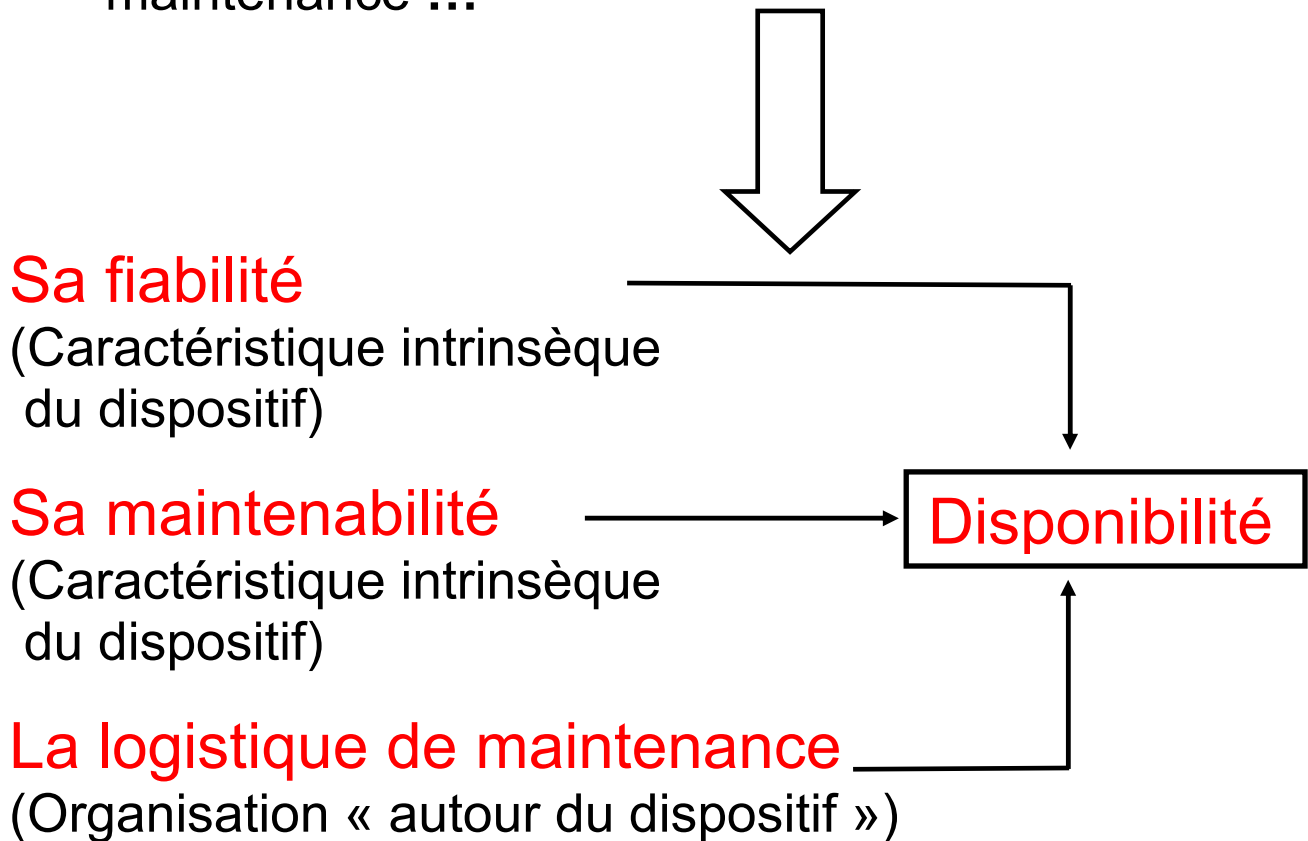 maintenance ...
Sa fiabilité
(Caractéristique intrinsèque
du dispositif)
Sa maintenabilité
(Caractéristique intrinsèque
du dispositif)
Disponibilité
La logistique de maintenance
(Organisation « autour du dispositif »)